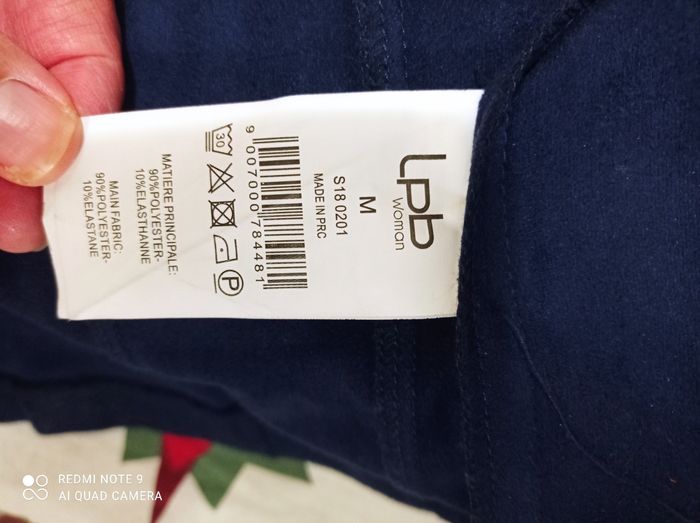 Lpb
Woman
M
S18 0201
MADE IN PRC
9 007000 784481
30
P
MATIERE PRINCIPALE:
90%POLYESTER-
10%ELASTHANNE
MAIN FABRIC:
90%POLYESTER-
10%ELASTANE
REDMI NOTE 9
AI QUAD CAMERA